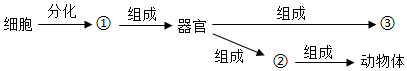 分化 组成 组成
细胞 ① 器官 ③
组成 ② 组成 动物体